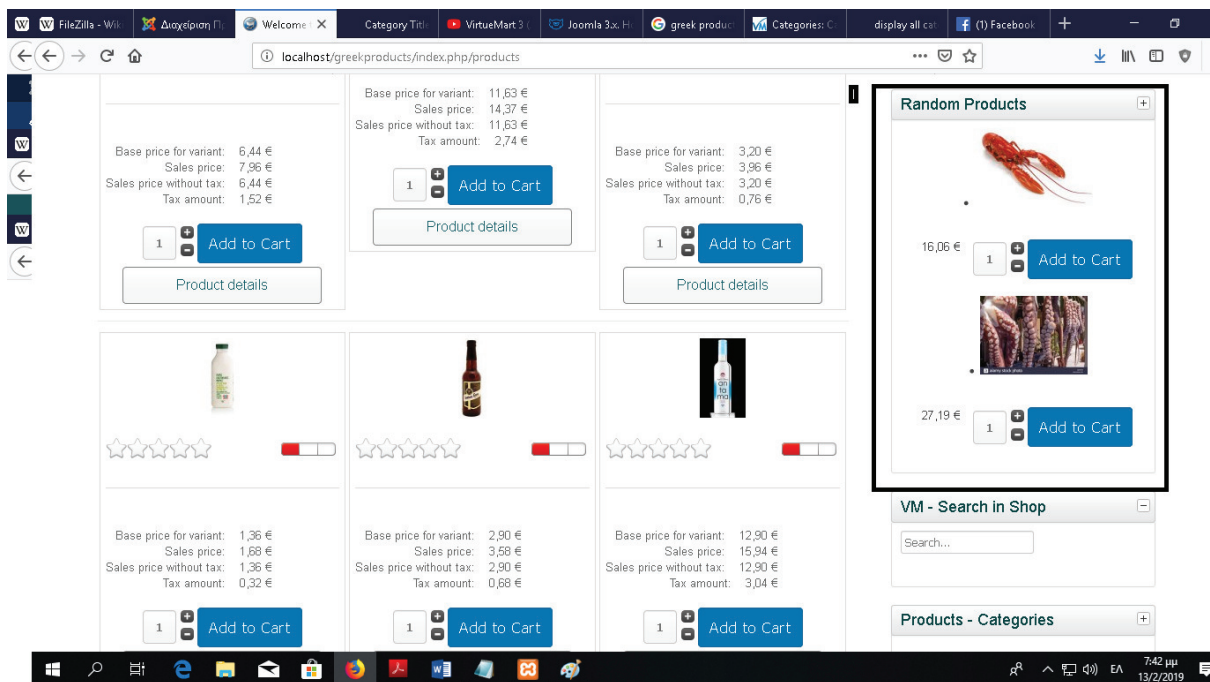 FileZilla - Wik
Διαχείριση Πρ
Welcome t
Category Title
VirtueMart 3 (
Joomla 3.x. H
greek product
Categories: C
display all cat
(1) Facebook
localhost/greekproducts/index.php/products
Base price for variant: 6,44 €
Sales price: 7,96 €
Sales price without tax: 6,44 €
Tax amount: 1,52 €
1 Add to Cart
Product details
Base price for variant: 11,63 €
Sales price: 14,37 €
Sales price without tax: 11,63 €
Tax amount: 2,74 €
1 Add to Cart
Product details
Base price for variant: 3,20 €
Sales price: 3,96 €
Sales price without tax: 3,20 €
Tax amount: 0,76 €
1 Add to Cart
Product details
Base price for variant: 1,36 €
Sales price: 1,68 €
Sales price without tax: 1,36 €
Tax amount: 0,32 €
1 Add to Cart
Base price for variant: 2,90 €
Sales price: 3,58 €
Sales price without tax: 2,90 €
Tax amount: 0,68 €
1 Add to Cart
on
ta
ma
Base price for variant: 12,90 €
Sales price: 15,94 €
Sales price without tax: 12,90 €
Tax amount: 3,04 €
1 Add to Cart
Random Products
16,06 € 1 Add to Cart
alamy stock photo
27,19 € 1 Add to Cart
VM - Search in Shop
Search...
Products - Categories
ΕΛ
7:42 μμ
13/2/2019